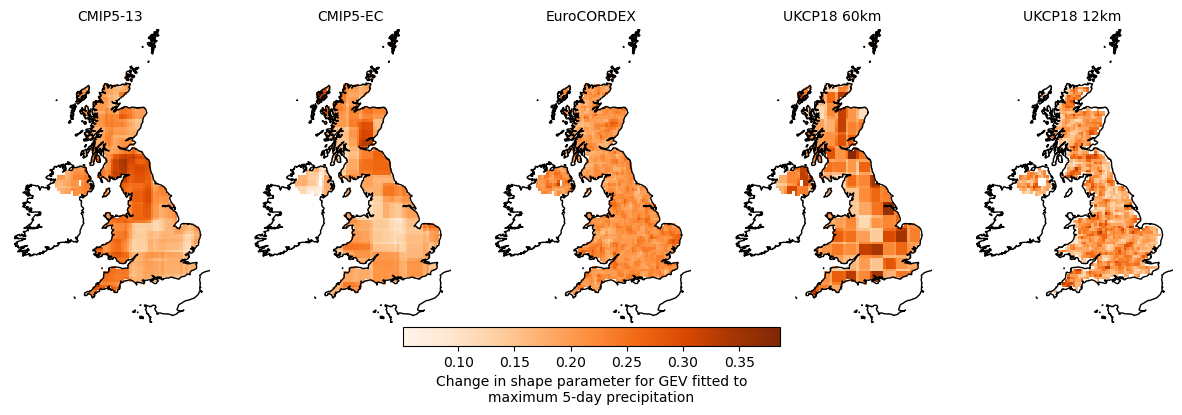 CMIP5-13
CMIP5-EC
EuroCORDEX
UKCP18 60km
UKCP18 12km
0.10 0.15 0.20 0.25 0.30 0.35
Change in shape parameter for GEV fitted to
maximum 5-day precipitation